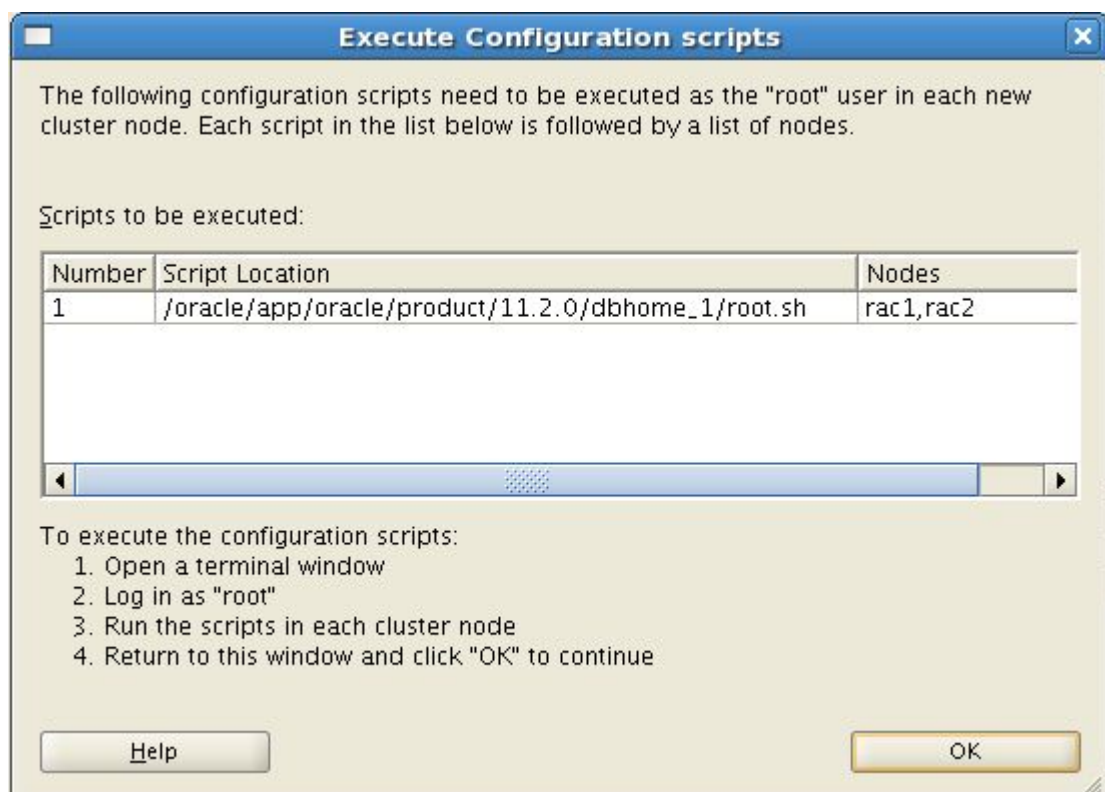 Execute Configuration scripts
The following configuration scripts need to be executed as the "root" user in each new
cluster node. Each script in the list below is followed by a list of nodes.
Scripts to be executed:
Number Script Location Nodes
1 /oracle/app/oracle/product/11.2.0/dbhome_1/root.sh rac1,rac2
To execute the configuration scripts:
1. Open a terminal window
2. Log in as "root"
3. Run the scripts in each cluster node
4. Return to this window and click "OK" to continue
Help OK